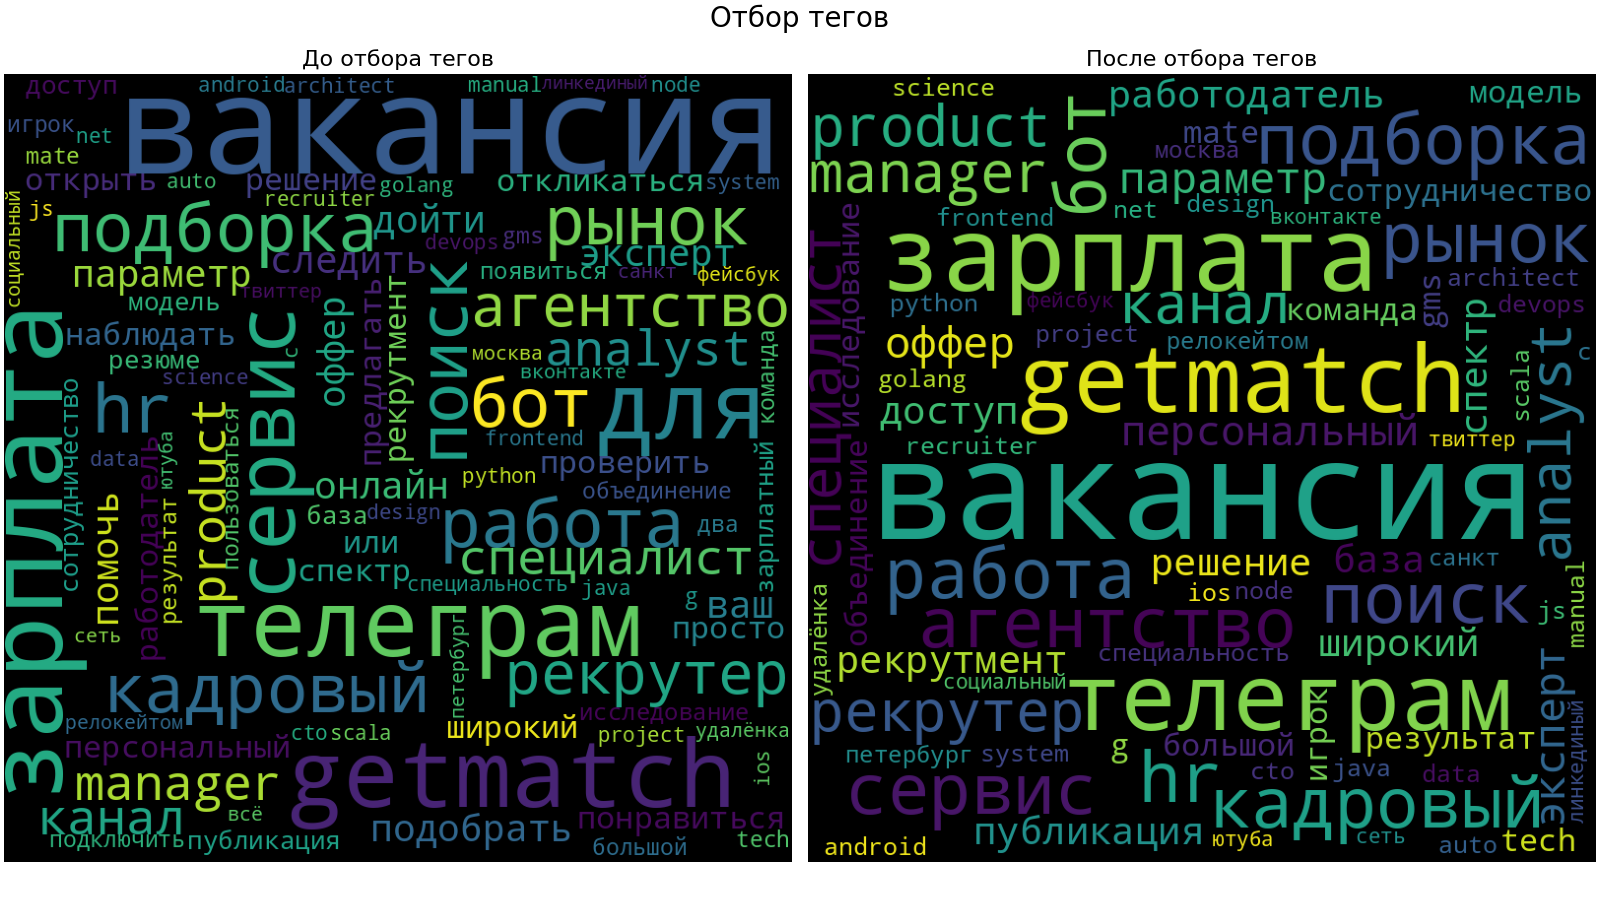 Отбор тегов
До отбора тегов
доступ
android
architect
manual
линкединый
node
вакансия
игрок
net
mate
открыть
auto
решение
golang
откликаться
system
recruiter
социальный
js
подборка
дойти
рынок
devops
gms
эксперт
следить
параметр
появиться
санкт
фейсбук
твиттер
модель
агентство
наблюдать
оффер
предлагать
рекрутмент
поиск
сервис
с
зарплата
резюме
москва
analyst
вконтакте
команда
science
сотрудничество
hr
бот
для
product
пользоваться
frontend
data
работодатель
ютуба
проверить
зарплатный
python
онлайн
объединение
помочь
результат
база
design
работа
два
или
специалист
спектр
специальность
java
g
ваш
телеграм
просто
сеть
петербург
рекрутер
кадровый
релокейтом
cto
scala
широкий
исследование
project
удалёнка
персональный
getmatch
ios
manager
канал
всё
подобрать
понравиться
подключить
публикация
большой
tech
После отбора тегов
science
работодатель
модель
product
бот
mate
подборка
москва
manager
параметр
сотрудничество
специалист
исследование
frontend
net
design
вконтакте
зарплата
рынок
gms
architect
python
фейсбук
канал
команда
спектр
devops
оффер
project
релокейтом
analyst
с
golang
getmatch
scala
доступ
персональный
твиттер
recruiter
объединение
вакансия
работа
решение
база
санкт
manual
удалёнка
ios
node
поиск
js
агентство
широкий
рекрутмент
специальность
социальный
телеграм
эксперт
рекрутер
игрок
линкединый
петербург
system
g
большой
результат
сервис
hr
cto
java
data
кадровый
публикация
ютуба
сеть
android
auto
tech